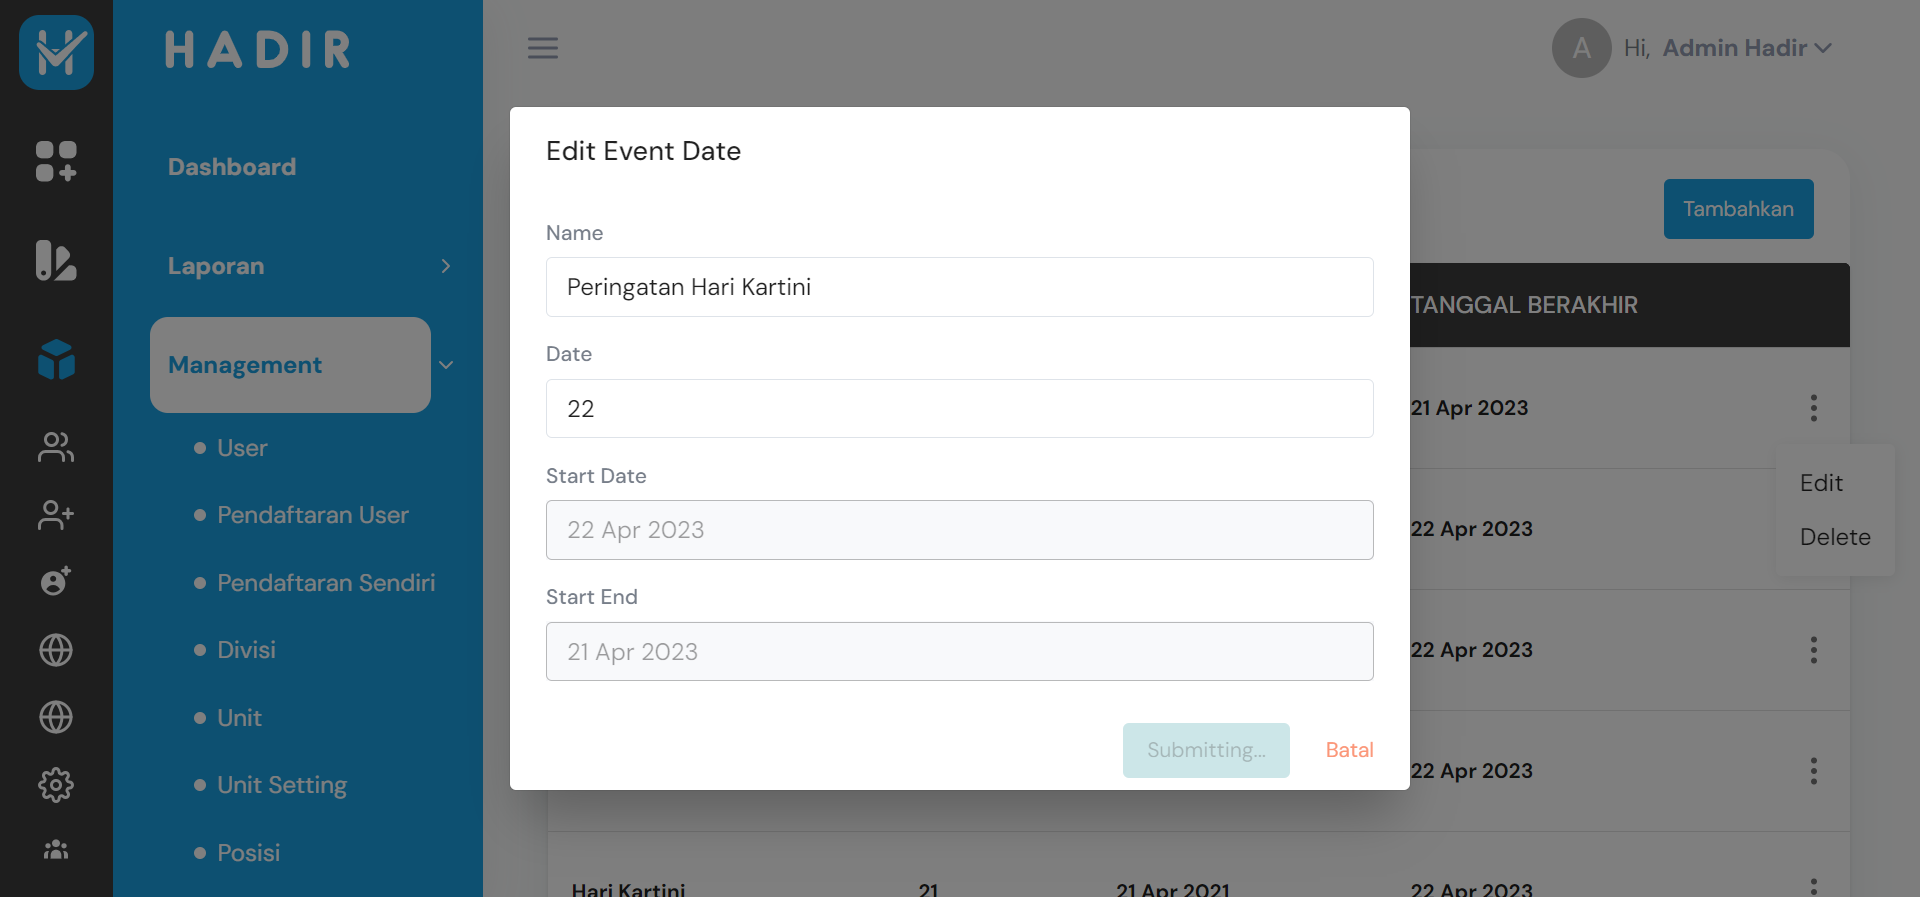 HADIR
Hi, Admin Hadir
A
Dashboard
Laporan
Management
User
Pendaftaran User
Pendaftaran Sendiri
Divisi
Unit
Unit Setting
Posisi
Edit Event Date
Name
Peringatan Hari Kartini
Date
22
Start Date
22 Apr 2023
Start End
21 Apr 2023
Submitting...
Batal
Tambahkan
TANGGAL BERAKHIR
21 Apr 2023
Edit
22 Apr 2023
Delete
22 Apr 2023
22 Apr 2023
Hari Kartini 21 21 Apr 2021 22 Apr 2023